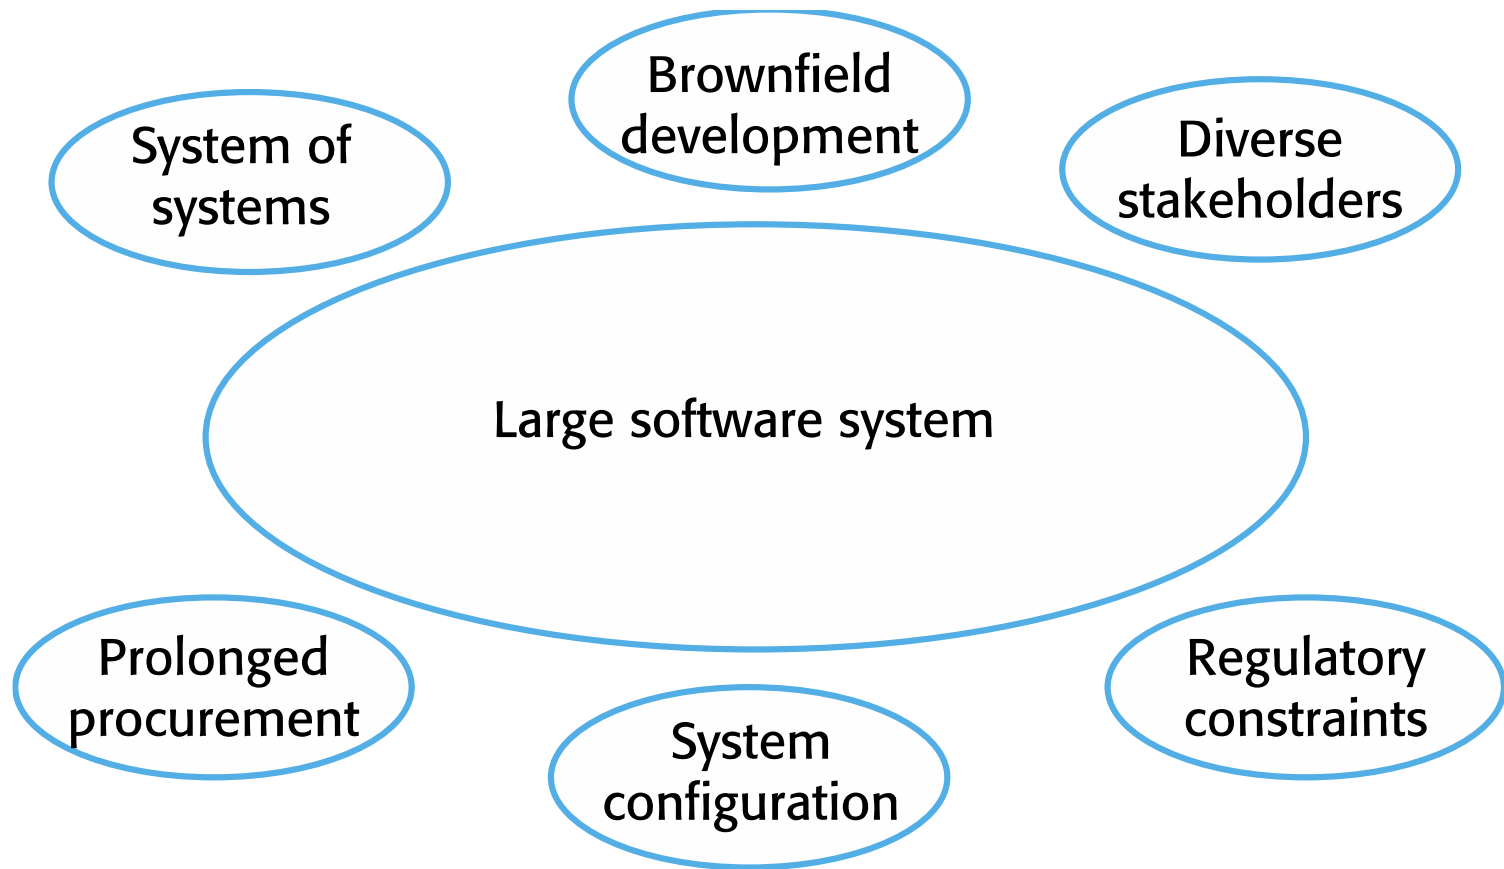 System of
systems
Brownfield
development
Diverse
stakeholders
Large software system
Prolonged
procurement
System
configuration
Regulatory
constraints